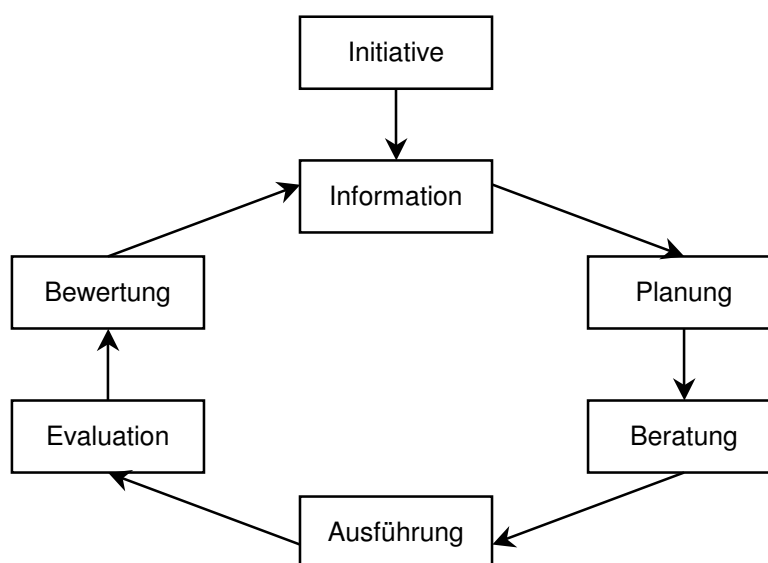 Initiative
Information
Bewertung
Planung
Evaluation
Beratung
Ausführung